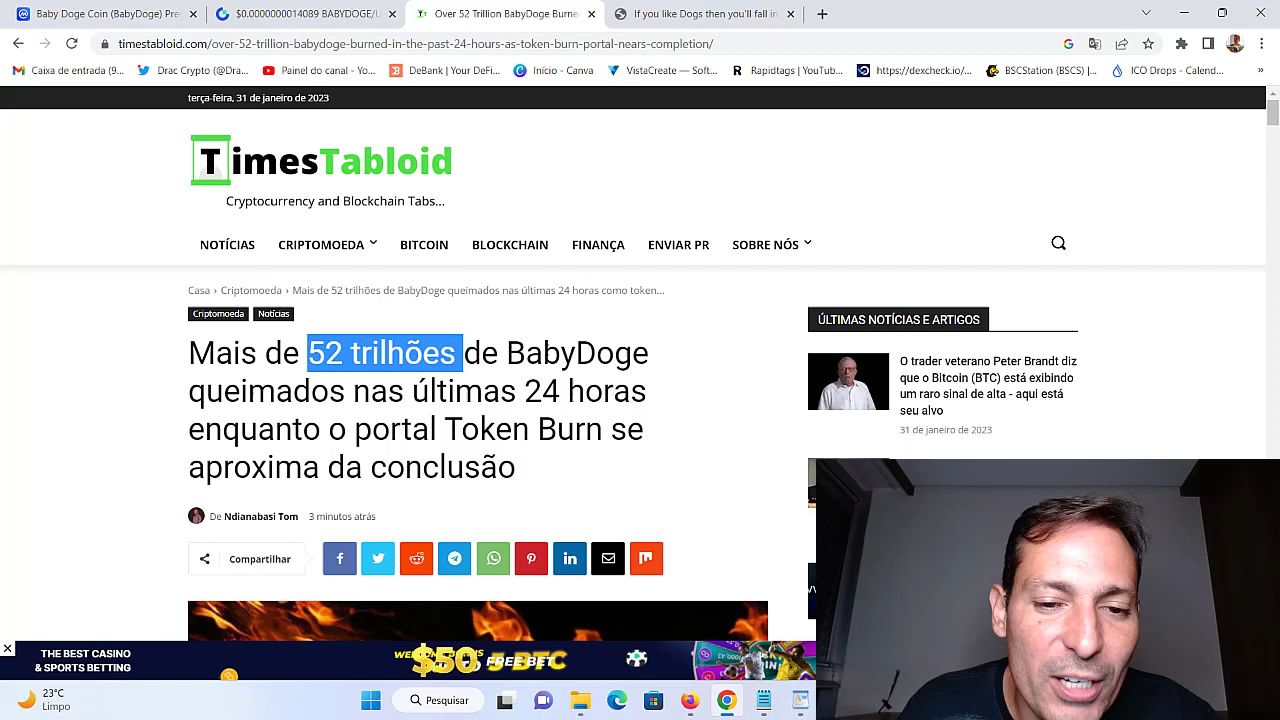 Baby Doge Coin (BabyDoge) Pre
$0.0000000014089 BABYDOGE/U
Over 52 Trillion BabyDoge Burned
If you like Dogs then you'll fall in
timestabloid.com/over-52-trillion-babydoge-burned-in-the-past-24-hours-as-token-burn-portal-nears-completion/
Caixa de entrada (9...
Drac Crypto (@Dra...
Painel do canal - Yo...
DeBank | Your DeFi...
Início - Canva
VistaCreate — Soft...
Rapidtags | YouTub...
https://dexcheck.io/...
BSCStation (BSCS) |...
ICO Drops - Calend...
»
terça-feira, 31 de janeiro de 2023
TimesTabloid
Cryptocurrency and Blockchain Tabs...
NOTÍCIAS
CRIPTOMOEDA
BITCOIN
BLOCKCHAIN
FINANÇA
ENVIAR PR
SOBRE NÓS
Casa › Criptomoeda › Mais de 52 trilhões de BabyDoge queimados nas últimas 24 horas como token...
Criptomoeda
Notícias
Mais de 52 trilhões de BabyDoge
queimados nas últimas 24 horas
enquanto o portal Token Burn se
aproxima da conclusão
De Ndianabasi Tom 3 minutos atrás
Compartilhar
ÚLTIMAS NOTÍCIAS E ARTIGOS
O trader veterano Peter Brandt diz
que o Bitcoin (BTC) está exibindo
um raro sinal de alta - aqui está
seu alvo
31 de janeiro de 2023
THE BEST CASINO
& SPORTS BETTING
$50 FREE BET
23°C
Limpo
Pesquisar